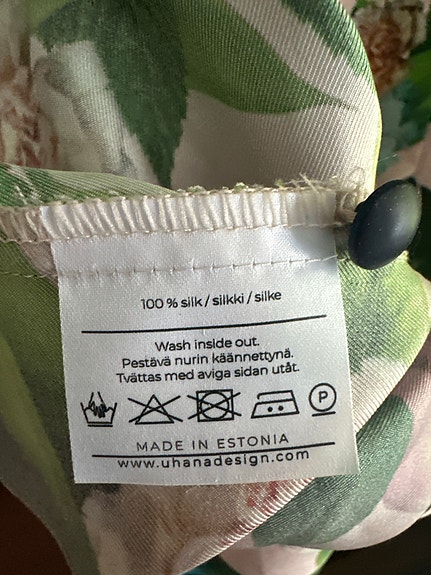 100 % silk / silkki / silke
Wash inside out.
Pestävä nurin käännettynä.
Tvättas med aviga sidan utåt.
P
MADE IN ESTONIA
www.uhanadesign.com